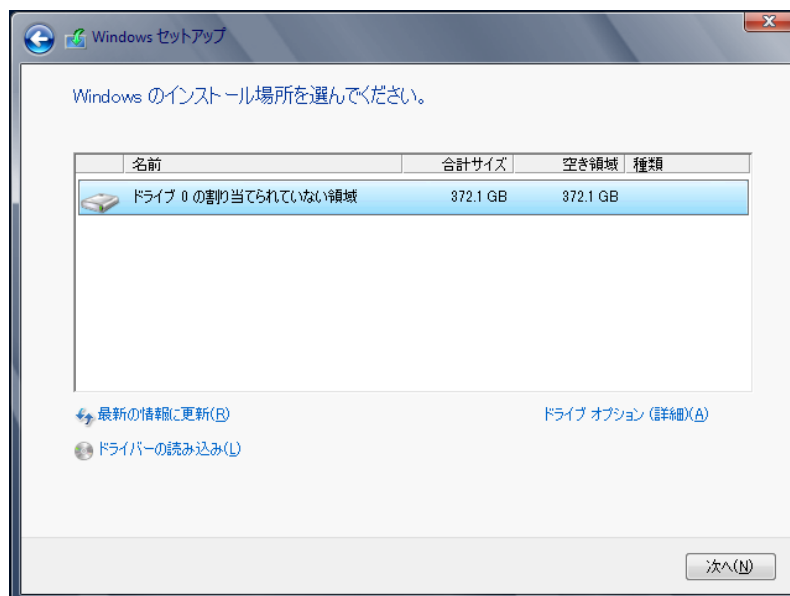 Windows セットアップ
Windows のインストール場所を選んでください。
名前 合計サイズ 空き領域 種類
ドライブ 0 の割り当てられていない領域 372.1 GB 372.1 GB
最新の情報に更新(R) ドライブ オプション (詳細)(A)
ドライバーの読み込み(L)
次へ(N)